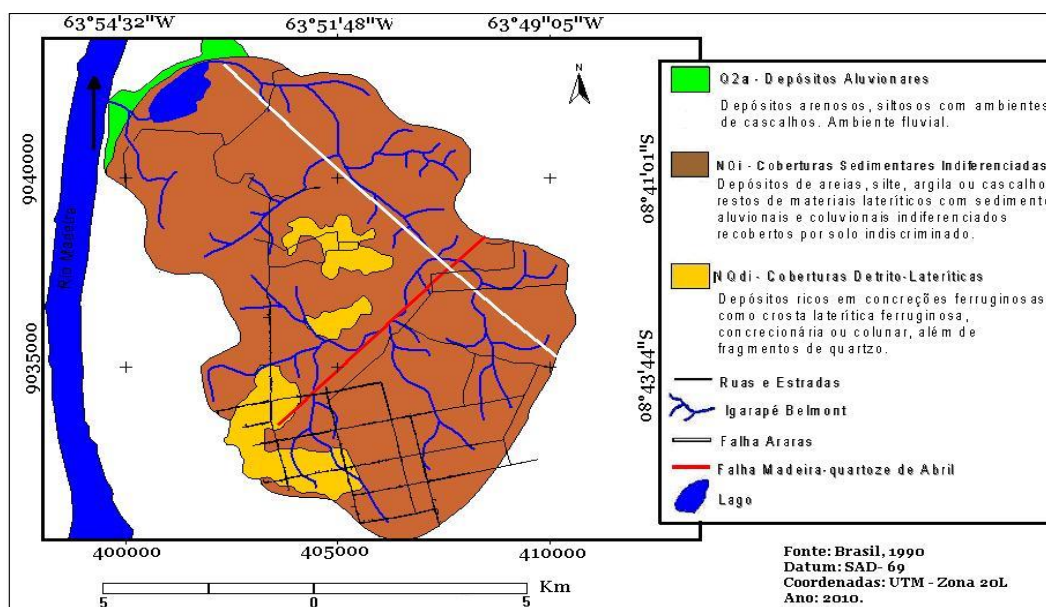 63°54'32"W 63°51'48"W 63°49'05"W
N
9040000
9035000
08°41'01"S
08°43'44"S
Rio Madeira
400000 405000 410000
5 0 5 Km
Q2a - Depósitos Aluvionares
Depósitos arenosos, siltosos com ambientes
de cascalhos. Ambiente fluvial.
NQi - Coberturas Sedimentares Indiferenciadas
Depósitos de areias, silte, argila ou cascalho
restos de materiais lateríticos com sedimento
aluvionais e coluvionais indiferenciados
recobertos por solo indiscriminado.
NQdi - Coberturas Detrito-Lateríticas
Depósitos ricos em concreções ferruginosas
como crosta laterítica ferruginosa,
concrecionária ou colunar, além de
fragmentos de quartzo.
Ruas e Estradas
Igarapé Belmont
Falha Araras
Falha Madeira-quartoze de Abril
Lago
Fonte: Brasil, 1990
Datum: SAD- 69
Coordenadas: UTM - Zona 20L
Ano: 2010.